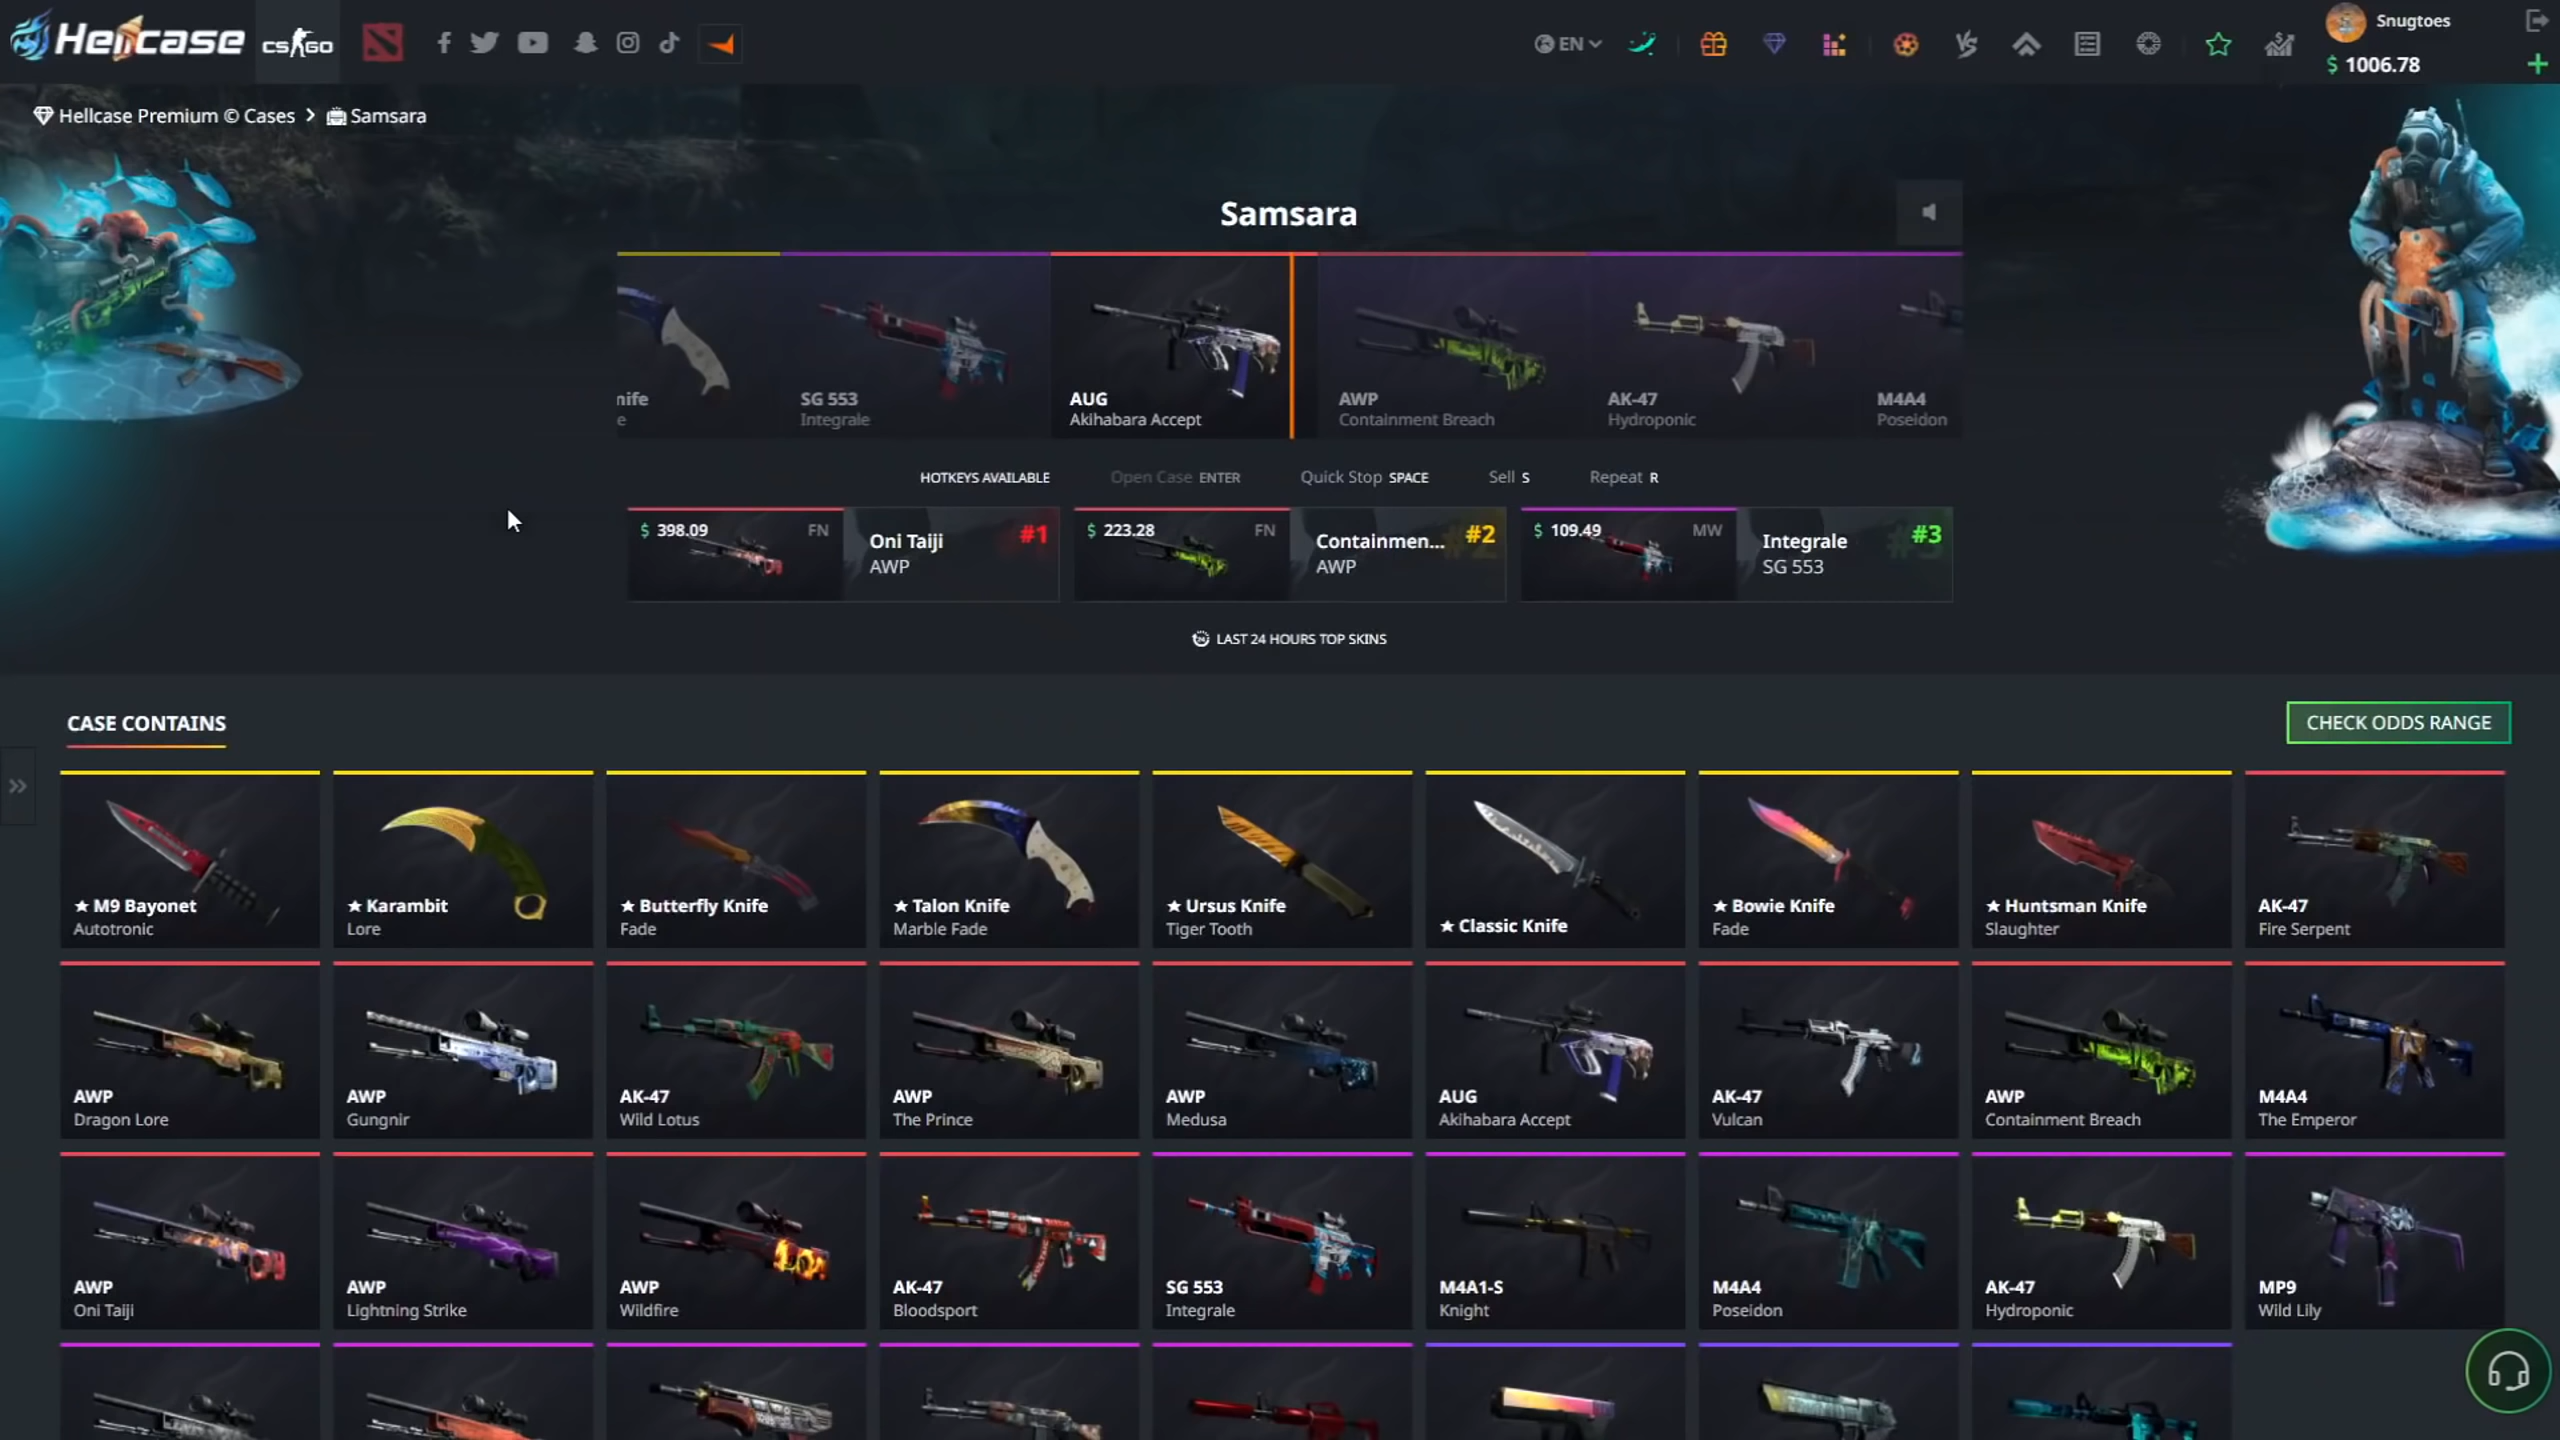 Hellcase
CS:GO
EN
Snugtoes
$ 1006.78
Hellcase Premium © Cases
Samsara
Samsara
nife
e
SG 553
Integrale
AUG
Akihabara Accept
AWP
Containment Breach
AK-47
Hydroponic
M4A4
Poseidon
HOTKEYS AVAILABLE
Open Case ENTER
Quick Stop SPACE
Sell S
Repeat R
$ 398.09
FN
Oni Taiji
AWP
#1
$ 223.28
FN
Containmen...
AWP
#2
$ 109.49
MW
Integrale
SG 553
#3
LAST 24 HOURS TOP SKINS
CASE CONTAINS
CHECK ODDS RANGE
★ M9 Bayonet
Autotronic
★ Karambit
Lore
★ Butterfly Knife
Fade
★ Talon Knife
Marble Fade
★ Ursus Knife
Tiger Tooth
★ Classic Knife
★ Bowie Knife
Fade
★ Huntsman Knife
Slaughter
AK-47
Fire Serpent
AWP
Dragon Lore
AWP
Gungnir
AK-47
Wild Lotus
AWP
The Prince
AWP
Medusa
AUG
Akihabara Accept
AK-47
Vulcan
AWP
Containment Breach
M4A4
The Emperor
AWP
Oni Taiji
AWP
Lightning Strike
AWP
Wildfire
AK-47
Bloodsport
SG 553
Integrale
M4A1-S
Knight
M4A4
Poseidon
AK-47
Hydroponic
MP9
Wild Lily